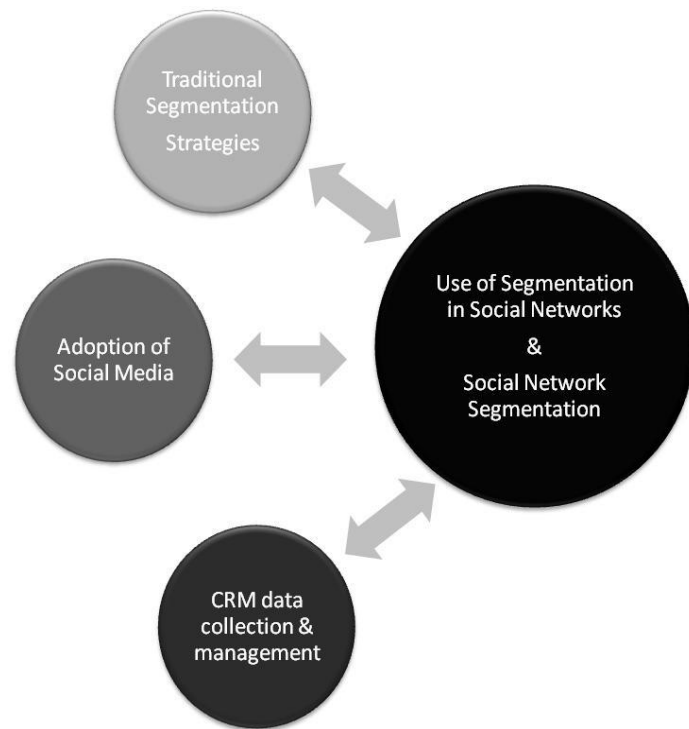 Traditional
Segmentation
Strategies
Use of Segmentation
in Social Networks
&
Social Network
Segmentation
Adoption of
Social Media
CRM data
collection &
management